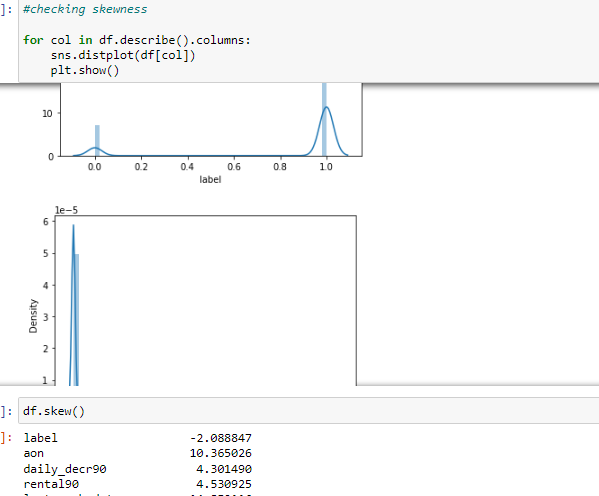 ]: #checking skewness
for col in df.describe().columns:
sns.distplot(df[col])
plt.show()
10
0
0.0 0.2 0.4 0.6 0.8 1.0
label
1e−5
6
5
4
3
2
1
Density
]: df.skew()
]: label -2.088847
aon 10.365026
daily_decr90 4.301490
rental90 4.530925